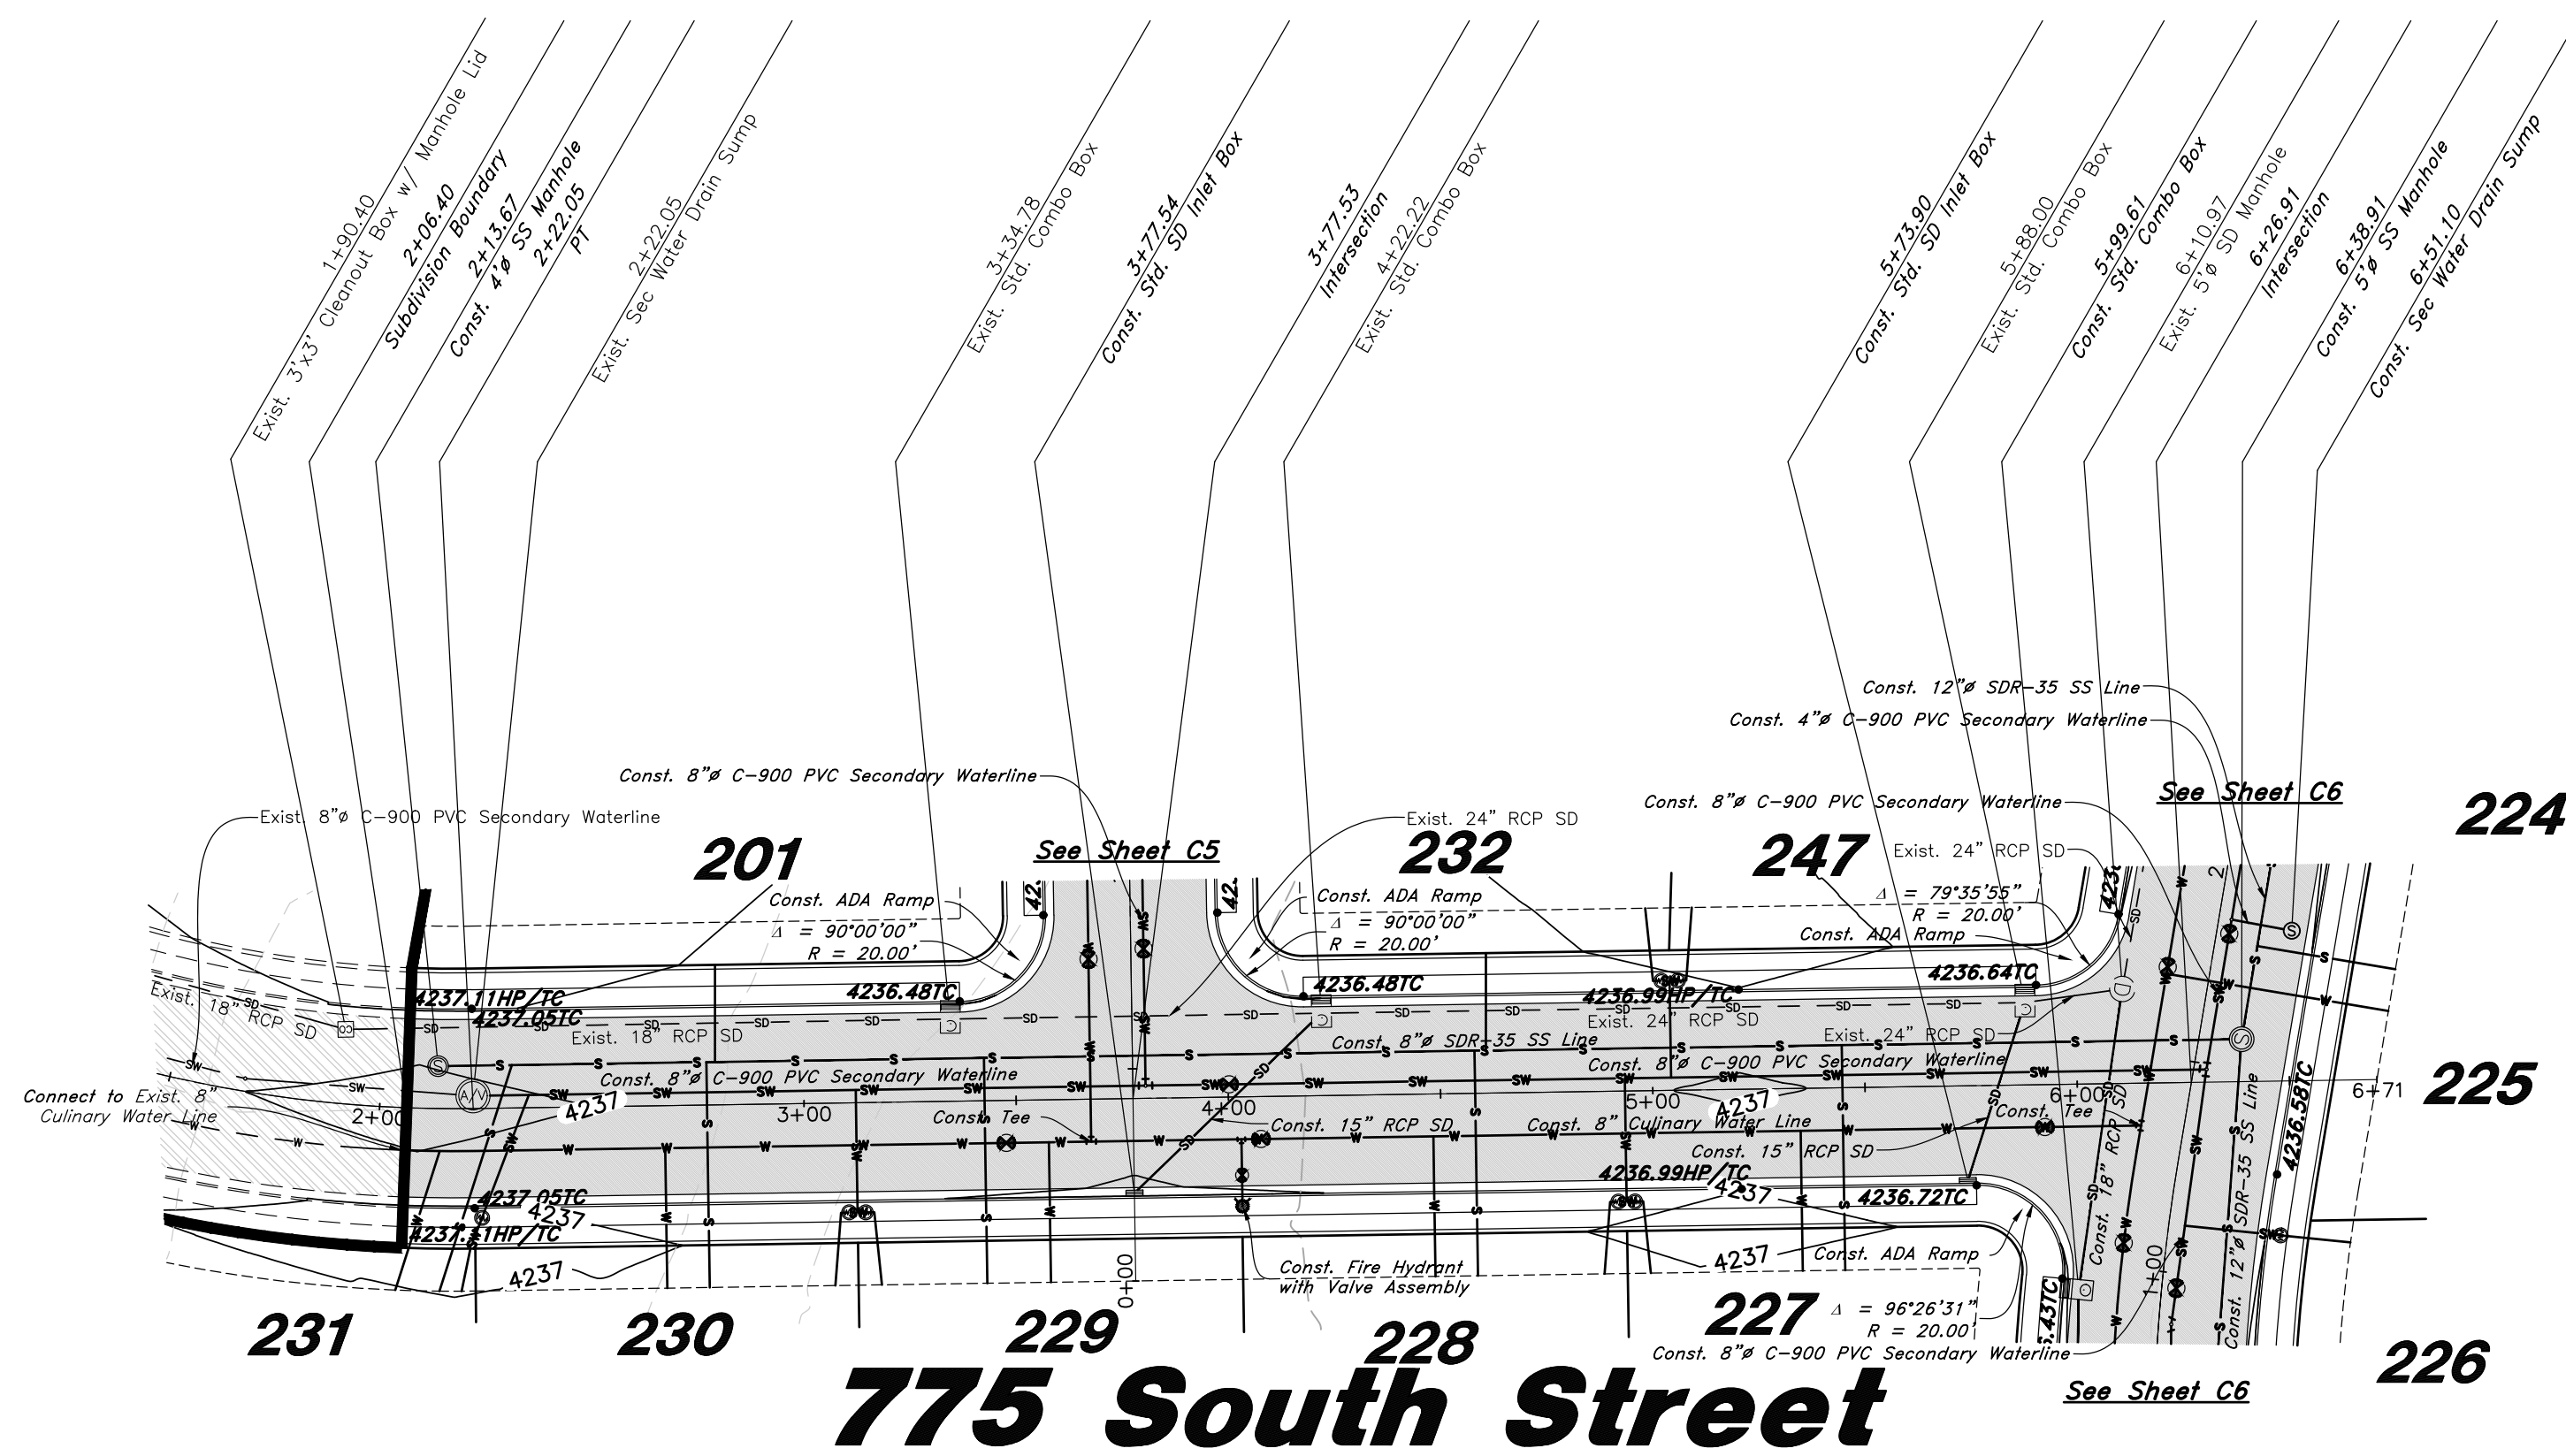 1+90.40
Exist. 3'x3' Cleanout Box w/ Manhole Lid
2+06.40
Subdivision Boundary
2+13.67
Const. 4'ø SS Manhole
2+22.05
PT
2+22.05
Exist. Sec Water Drain Sump
3+34.78
Exist. Std. Combo Box
3+77.54
Const. Std. SD Inlet Box
3+77.53
Intersection
4+22.22
Exist. Std. Combo Box
5+73.90
Const. Std. SD Inlet Box
5+88.00
Exist. Std. Combo Box
5+99.61
Const. Std. Combo Box
6+10.97
Exist. 5'ø SD Manhole
6+26.91
Intersection
6+38.91
Const. 5'ø SS Manhole
6+51.10
Const. Sec Water Drain Sump
Const. 12"ø SDR-35 SS Line
Const. 4"ø C-900 PVC Secondary Waterline
Const. 8"ø C-900 PVC Secondary Waterline
Const. 8"ø C-900 PVC Secondary Waterline
See Sheet C6
Exist. 8"ø C-900 PVC Secondary Waterline
Exist. 24" RCP SD
224
201
See Sheet C5
232
247
Exist. 24" RCP SD
Const. ADA Ramp
Δ = 90°00'00"
R = 20.00'
Const. ADA Ramp
Δ = 90°00'00"
R = 20.00'
Δ = 79°35'55"
R = 20.00'
Const. ADA Ramp
4237.11HP/TC
4237.05TC
4236.48TC
4236.48TC
4236.99HP/TC
4236.64TC
Exist. 18" RCP SD
Exist. 18" RCP SD
Exist. 24" RCP SD
Exist. 24" RCP SD
Const. 8"ø SDR-35 SS Line
Const. 8"ø C-900 PVC Secondary Waterline
Const. 8"ø C-900 PVC Secondary Waterline
Connect to Exist. 8"
Culinary Water Line
2+00
4237
3+00
4+00
5+00
4237
6+00
6+71
225
Const. Tee
Const. 15" RCP SD
Const. 8" Culinary Water Line
Const. Tee
Const. 15" RCP SD
4236.58TC
Const. 18" RCP SD
Const. 12"ø SDR-35 SS Line
4237.05TC
4237
4237.11HP/TC
4237
4236.99HP/TC
4237
4236.72TC
4237
Const. ADA Ramp
Const. Fire Hydrant
with Valve Assembly
0+00
1+00
231
230
229
228
227
Δ = 96°26'31"
R = 20.00'
Const. 8"ø C-900 PVC Secondary Waterline
226
See Sheet C6
775 South Street